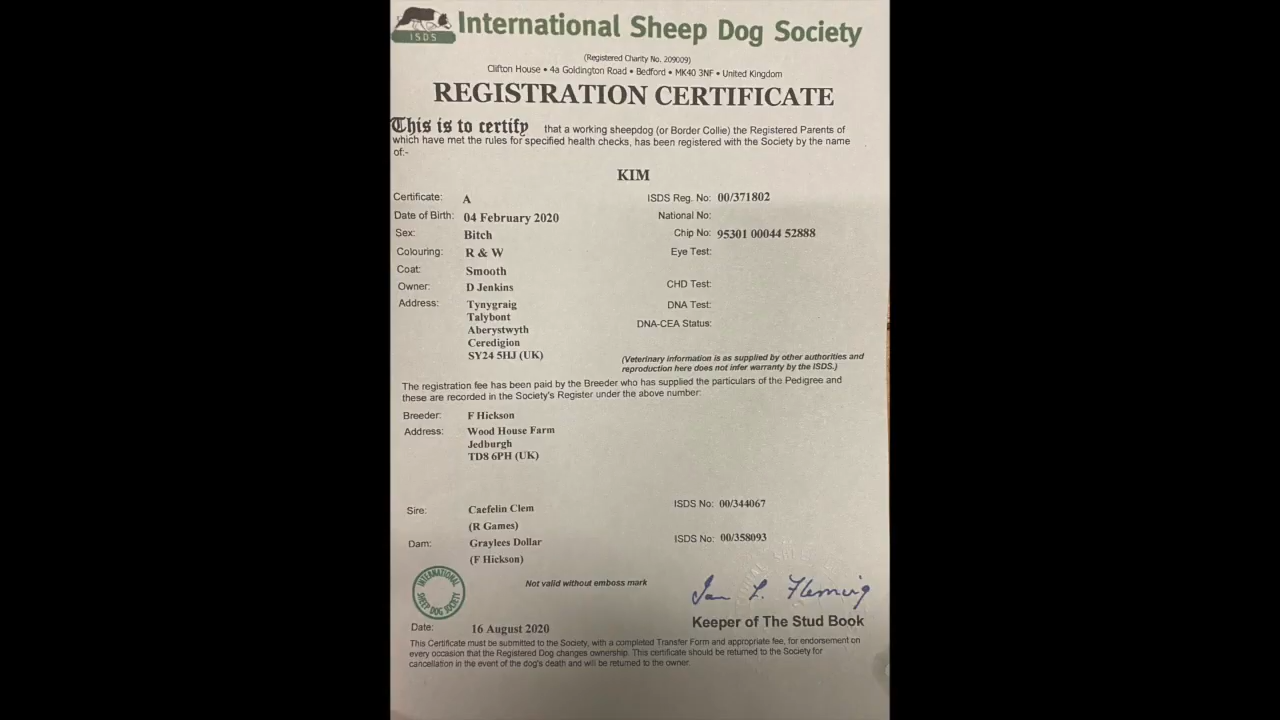 ISDS
International Sheep Dog Society
(Registered Charity No. 209009)
Clifton House • 4a Goldington Road • Bedford • MK40 3NF • United Kingdom
REGISTRATION CERTIFICATE
This is to certify that a working sheepdog (or Border Collie) the Registered Parents of
which have met the rules for specified health checks, has been registered with the Society by the name
of:-
KIM
Certificate: A ISDS Reg. No: 00/371802
Date of Birth: 04 February 2020 National No:
Sex: Bitch Chip No: 95301 00044 52888
Colouring: R & W Eye Test:
Coat: Smooth
Owner: D Jenkins CHD Test:
Address: Tynygraig DNA Test:
Talybont
Aberystwyth DNA-CEA Status:
Ceredigion
SY24 5HJ (UK)
(Veterinary information is as supplied by other authorities and
reproduction here does not infer warranty by the ISDS.)
The registration fee has been paid by the Breeder who has supplied the particulars of the Pedigree and
these are recorded in the Society's Register under the above number:
Breeder: F Hickson
Address: Wood House Farm
Jedburgh
TD8 6PH (UK)
Sire: Caefelin Clem ISDS No: 00/344067
(R Games)
Dam: Graylees Dollar ISDS No: 00/358093
(F Hickson)
INTERNATIONAL SHEEP DOG SOCIETY
Not valid without emboss mark
Ian L. Fleming
Keeper of The Stud Book
Date: 16 August 2020
This Certificate must be submitted to the Society, with a completed Transfer Form and appropriate fee, for endorsement on
every occasion that the Registered Dog changes ownership. This certificate should be returned to the Society for
cancellation in the event of the dog's death and will be returned to the owner.